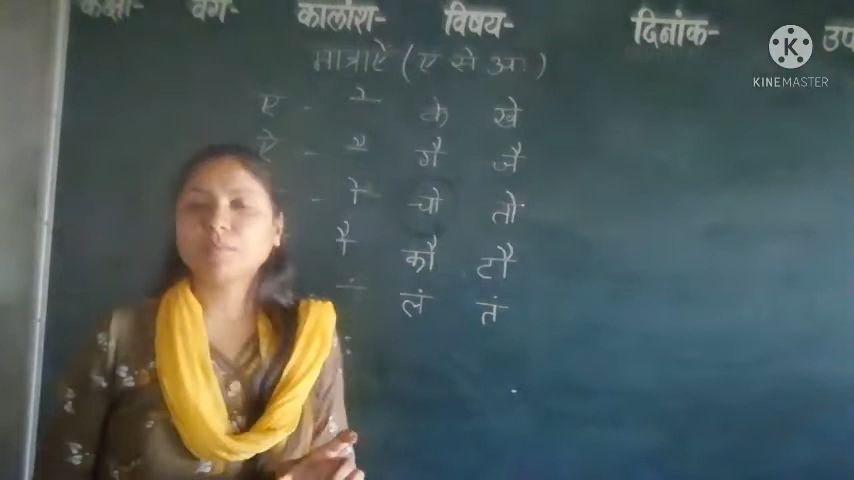 कक्षा- वर्ग- कालांश- विषय- दिनांक- उप
मात्राऐं (ए से अः)
ए - े के खे
ऐ - ै गै जै
- ो चो तो
ौ कौ टौ
ं लं तं
ः
KINEMASTER